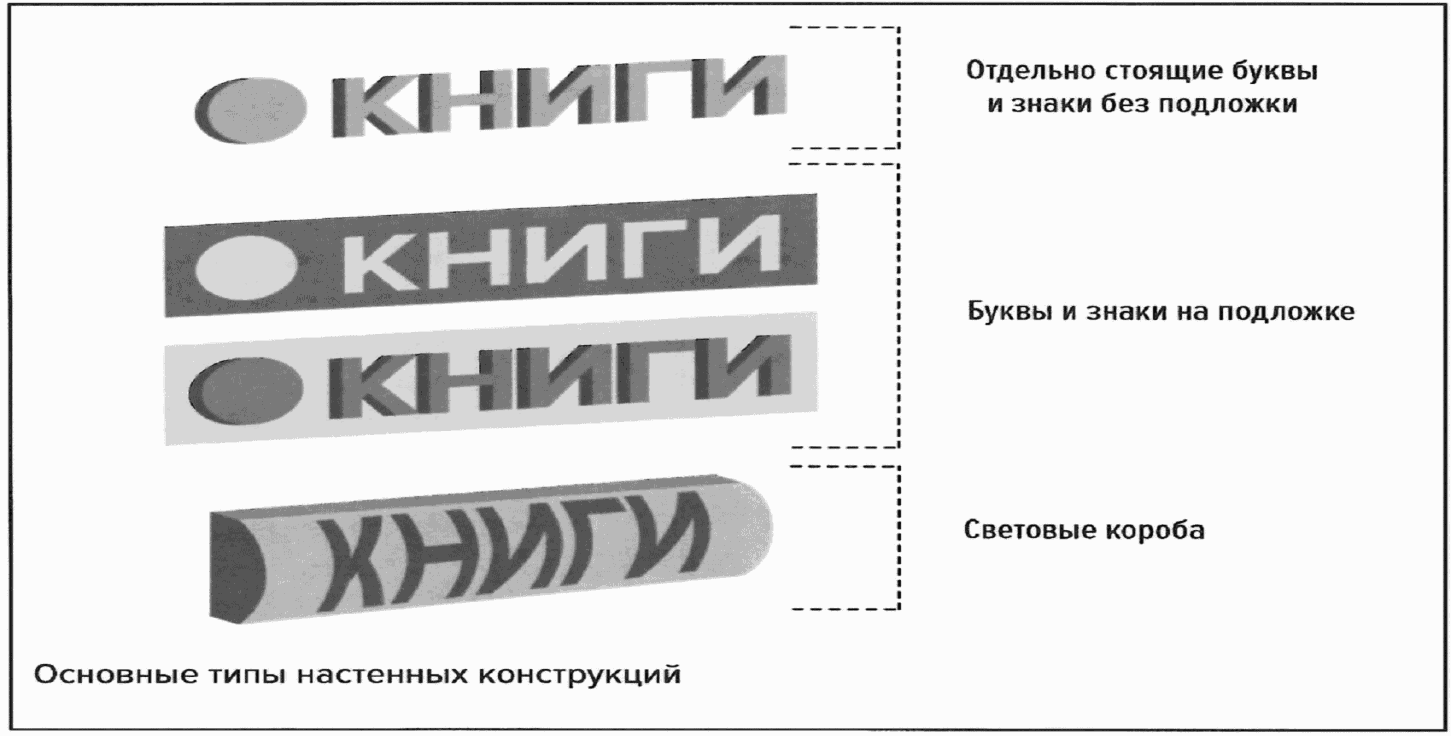 КНИГИ
Отдельно стоящие буквы
и знаки без подложки
КНИГИ
Буквы и знаки на подложке
КНИГИ
КНИГИ
Световые короба
Основные типы настенных конструкций